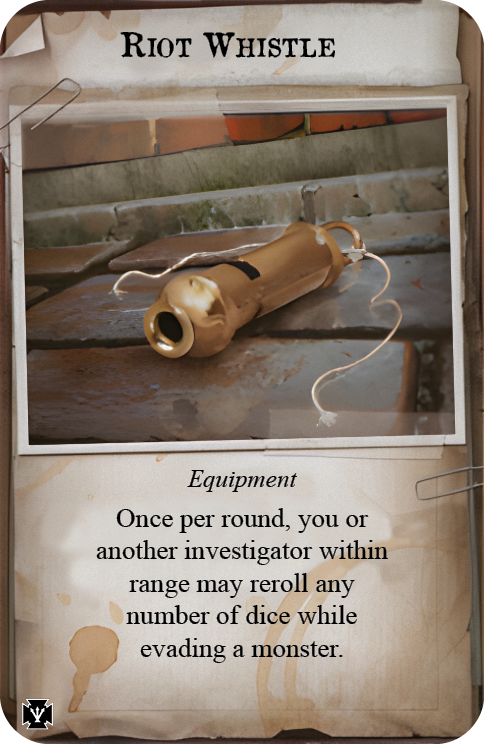 Riot Whistle
Equipment
Once per round, you or
another investigator within
range may reroll any
number of dice while
evading a monster.